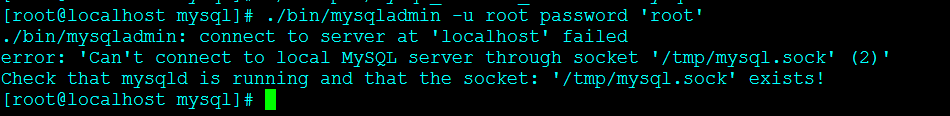 [root@localhost mysql]# ./bin/mysqladmin -u root password 'root'
./bin/mysqladmin: connect to server at 'localhost' failed
error: 'Can't connect to local MySQL server through socket '/tmp/mysql.sock' (2)'
Check that mysqld is running and that the socket: '/tmp/mysql.sock' exists!
[root@localhost mysql]#